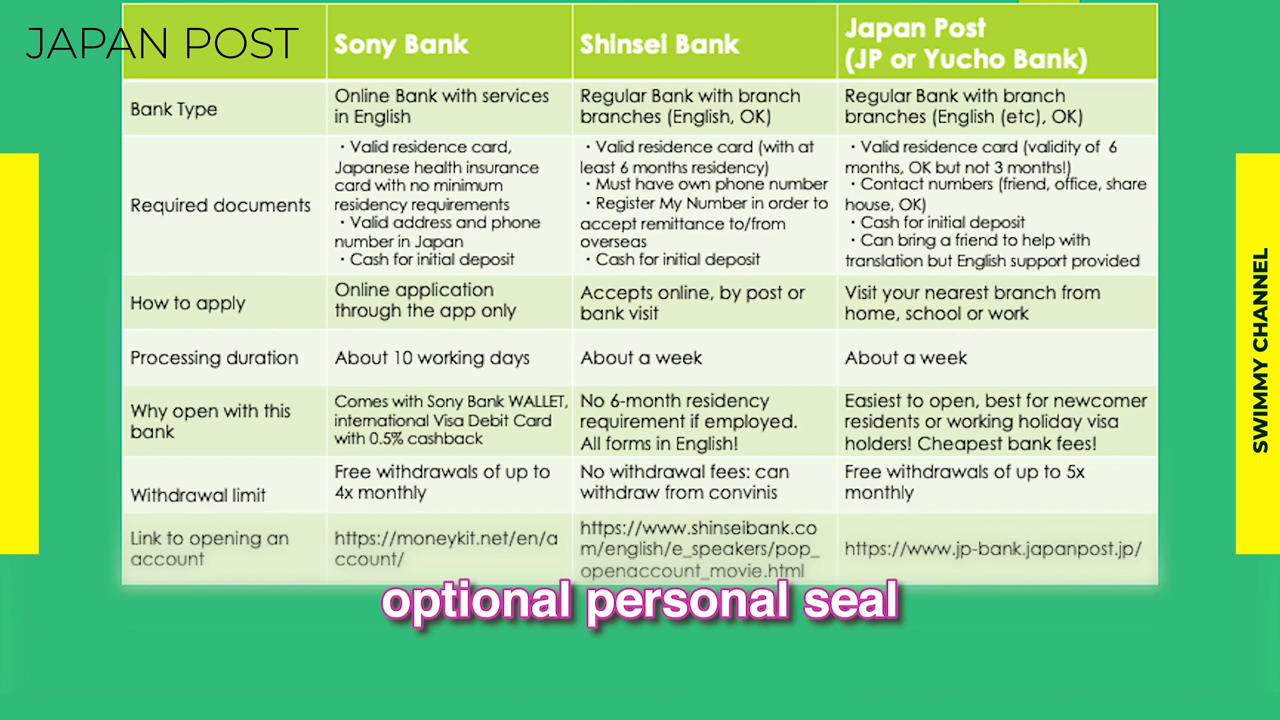 JAPAN POST
Sony Bank
Shinsei Bank
Japan Post
(JP or Yucho Bank)
Bank Type
Online Bank with services
in English
Regular Bank with branch
branches (English, OK)
Regular Bank with branch
branches (English (etc), OK)
Required documents
・Valid residence card,
Japanese health insurance
card with no minimum
residency requirements
・Valid address and phone
number in Japan
・Cash for initial deposit
・Valid residence card (with at
least 6 months residency)
・Must have own phone number
・Register My Number in order to
accept remittance to/from
overseas
・Cash for initial deposit
・Valid residence card (validity of 6
months, OK but not 3 months!)
・Contact numbers (friend, office, share
house, OK)
・Cash for initial deposit
・Can bring a friend to help with
translation but English support provided
How to apply
Online application
through the app only
Accepts online, by post or
bank visit
Visit your nearest branch from
home, school or work
Processing duration
About 10 working days
About a week
About a week
Why open with this
bank
Comes with Sony Bank WALLET,
international Visa Debit Card
with 0.5% cashback
No 6-month residency
requirement if employed.
All forms in English!
Easiest to open, best for newcomer
residents or working holiday visa
holders! Cheapest bank fees!
Withdrawal limit
Free withdrawals of up to
4x monthly
No withdrawal fees: can
withdraw from convinis
Free withdrawals of up to 5x
monthly
Link to opening an
account
https://moneykit.net/en/a
ccount/
https://www.shinseibank.co
m/english/e_speakers/pop_
openaccount_movie.html
https://www.jp-bank.japanpost.jp/
optional personal seal
SWIMMY CHANNEL